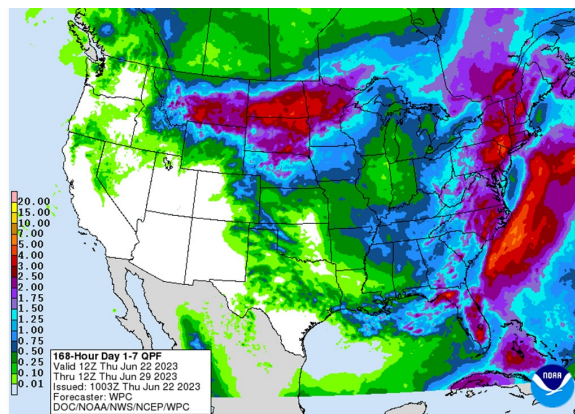 20.00
15.00
10.00
7.00
5.00
4.00
3.00
2.50
2.00
1.75
1.50
1.25
1.00
0.75
0.50
0.25
0.10
0.01
168-Hour Day 1-7 QPF
Valid 12Z Thu Jun 22 2023
Thru 12Z Thu Jun 29 2023
Issued: 1003Z Thu Jun 22 2023
Forecaster: WPC
DOC/NOAA/NWS/NCEP/WPC
NOAA